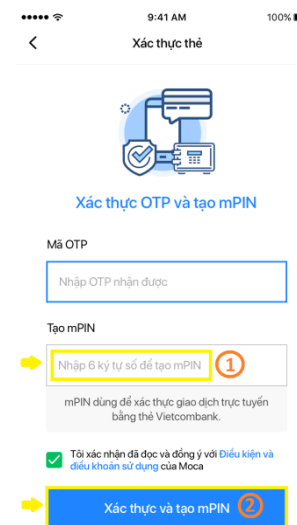 9:41 AM
100%
Xác thực thẻ
Xác thực OTP và tạo mPIN
Mã OTP
Nhập OTP nhận được
Tạo mPIN
Nhập 6 ký tự số để tạo mPIN
1
mPIN dùng để xác thực giao dịch trực tuyến
bằng thẻ Vietcombank.
Tôi xác nhận đã đọc và đồng ý với Điều kiện và
điều khoản sử dụng của Moca
Xác thực và tạo mPIN
2